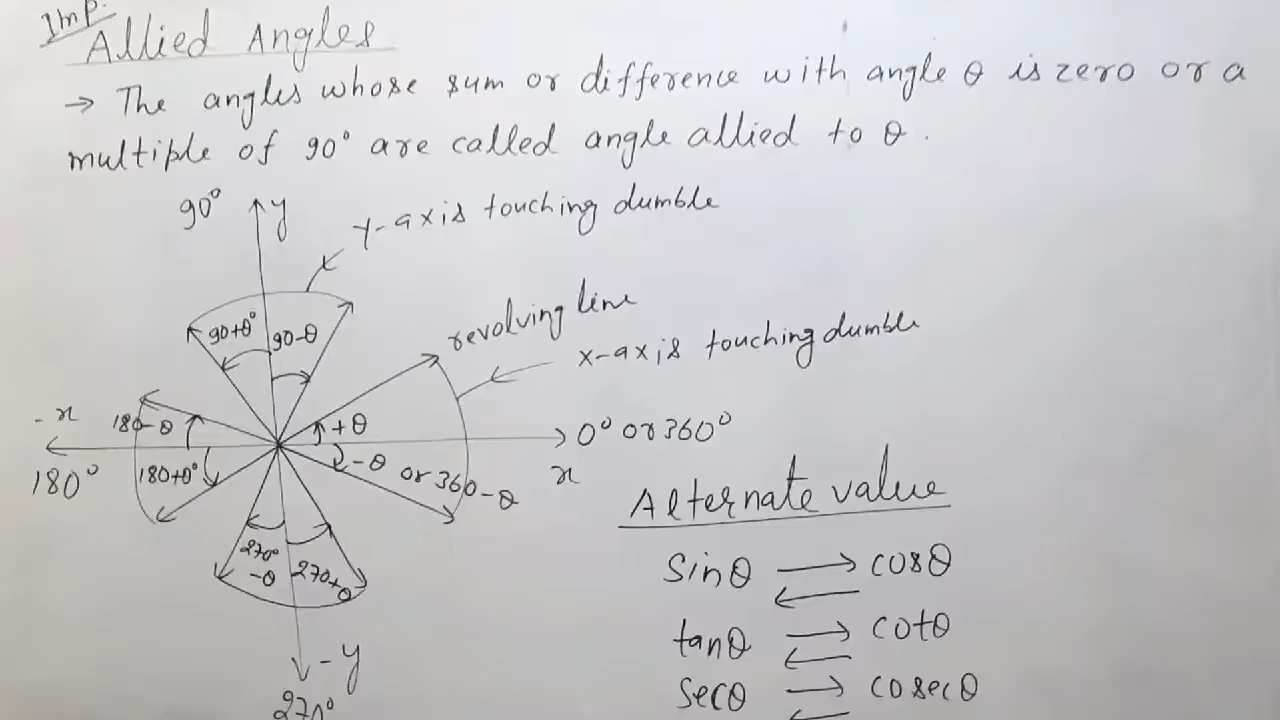 Imp.
Allied Angles
→ The angles whose sum or difference with angle θ is zero or a
multiple of 90° are called angle allied to θ.
90°
y
y-axis touching dumble
revolving line
x-axis touching dumble
90+θ°
90-θ
-x
180-θ
+θ
0° or 360°
180°
180+θ°
-θ or 360-θ
x
270°
-θ
270+θ
-y
270°
Alternate value
sinθ ⇄ cosθ
tanθ ⇄ cotθ
secθ ⇄ cosecθ